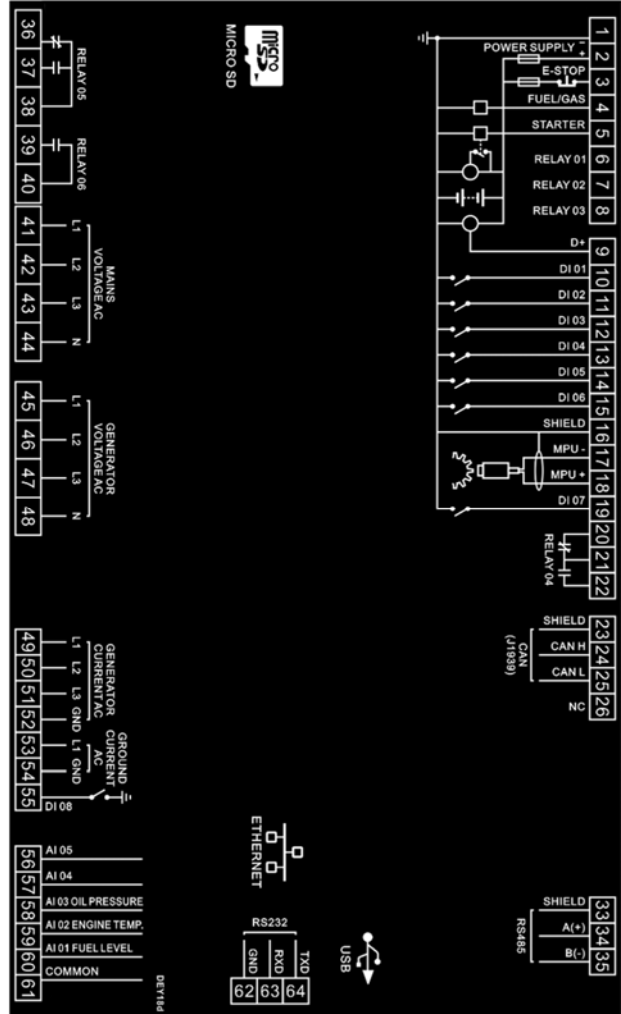 36
37
38
RELAY 05
39
40
RELAY 06
41 L1
42 L2
43 L3
44 N
MAINS
VOLTAGE AC
45 L1
46 L2
47 L3
48 N
GENERATOR
VOLTAGE AC
49 L1
50 L2
51 L3
52 GND
GENERATOR
CURRENT AC
53 L1
54 GND
GROUND
CURRENT
AC
55 DI 08
56 AI 05
57 AI 04
58 AI 03 OIL PRESSURE
59 AI 02 ENGINE TEMP.
60 AI 01 FUEL LEVEL
61 COMMON
DEY18d
micro
SD
MICRO SD
ETHERNET
RS232
GND RXD TXD
62 63 64
USB
1
POWER SUPPLY - + 2
E-STOP 3
FUEL/GAS 4
STARTER 5
RELAY 01 6
RELAY 02 7
RELAY 03 8
D+ 9
DI 01 10
DI 02 11
DI 03 12
DI 04 13
DI 05 14
DI 06 15
SHIELD 16
MPU - 17
MPU + 18
DI 07 19
20
21
22
RELAY 04
SHIELD 23
CAN H 24
CAN L 25
CAN
(J1939)
NC 26
SHIELD 33
A(+) 34
B(-) 35
RS485